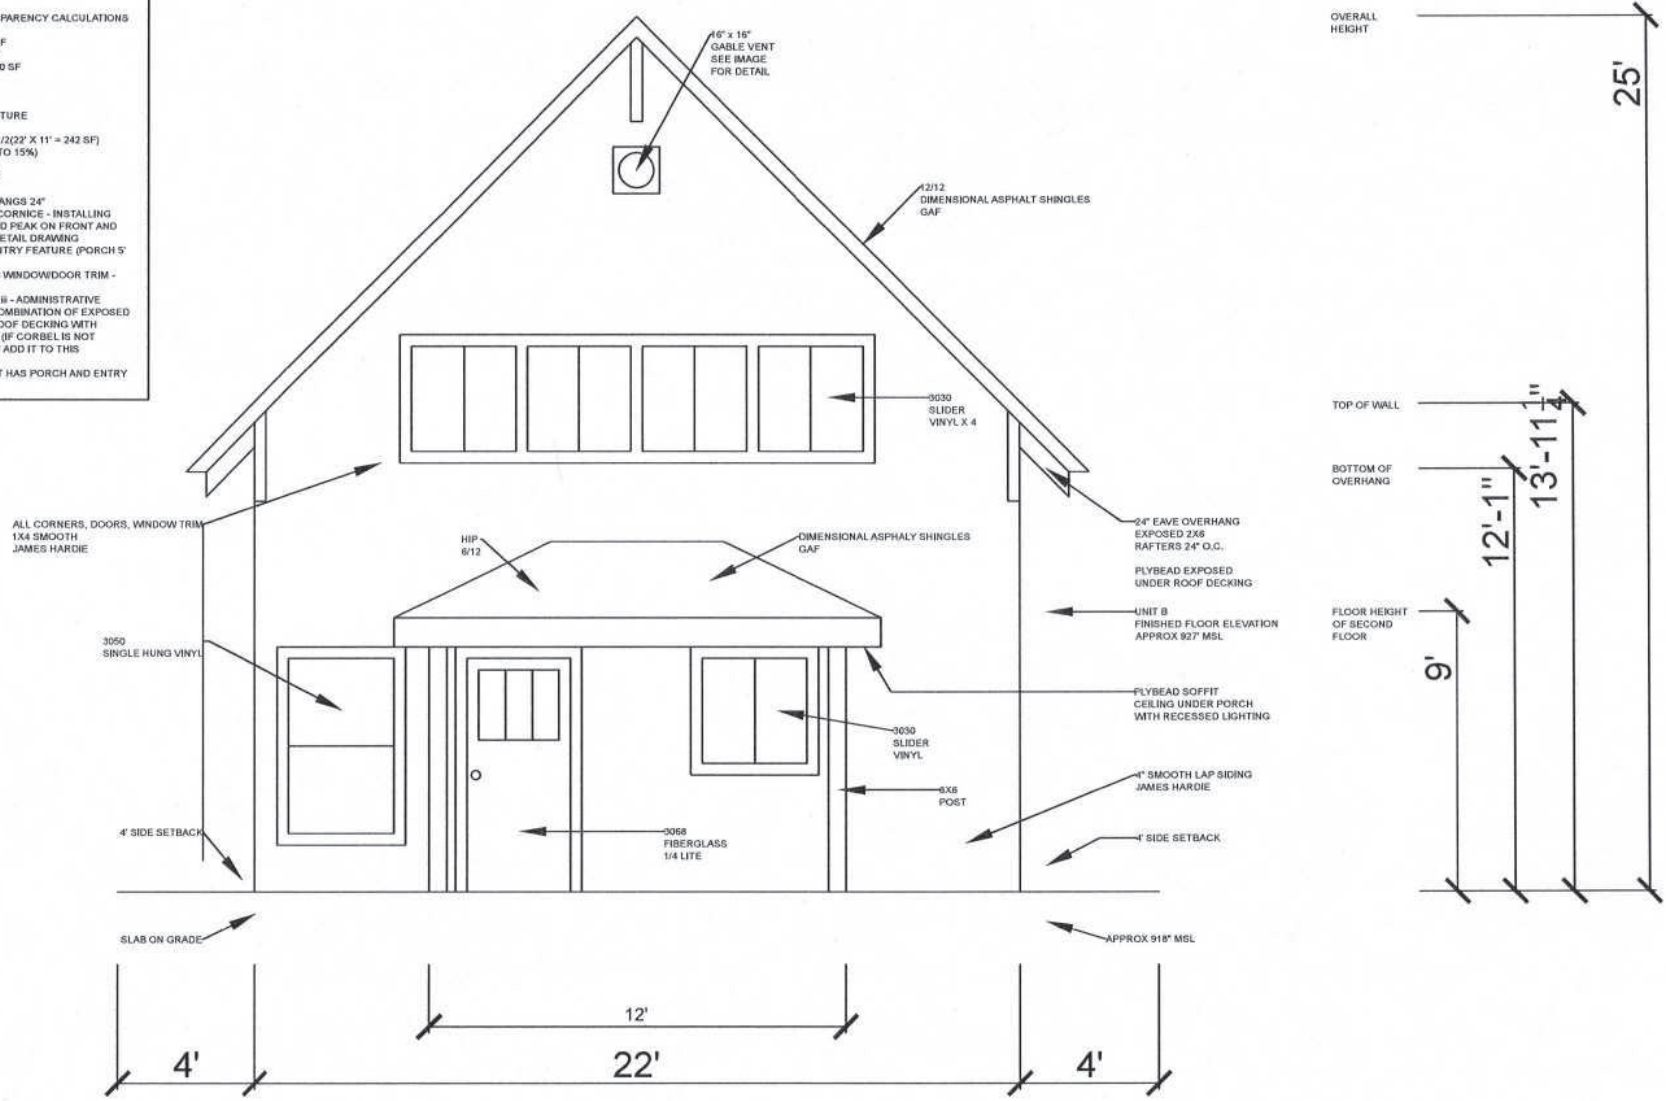 PARENCY CALCULATIONS
F
0 SF
TURE
/2(22' X 11' = 242 SF)
TO 15%)
ANGS 24"
CORNICE - INSTALLING
D PEAK ON FRONT AND
ETAIL DRAWING
NTRY FEATURE (PORCH 5'
WINDOW/DOOR TRIM -
iii - ADMINISTRATIVE
OMBINATION OF EXPOSED
OOF DECKING WITH
(IF CORBEL IS NOT
ADD IT TO THIS
T HAS PORCH AND ENTRY
16" x 16"
GABLE VENT
SEE IMAGE
FOR DETAIL
12/12
DIMENSIONAL ASPHALT SHINGLES
GAF
3030
SLIDER
VINYL X 4
ALL CORNERS, DOORS, WINDOW TRIM
1X4 SMOOTH
JAMES HARDIE
HIP
6/12
DIMENSIONAL ASPHALY SHINGLES
GAF
24" EAVE OVERHANG
EXPOSED 2X6
RAFTERS 24" O.C.
PLYBEAD EXPOSED
UNDER ROOF DECKING
UNIT B
FINISHED FLOOR ELEVATION
APPROX 927' MSL
3050
SINGLE HUNG VINYL
PLYBEAD SOFFIT
CEILING UNDER PORCH
WITH RECESSED LIGHTING
3030
SLIDER
VINYL
4" SMOOTH LAP SIDING
JAMES HARDIE
6X6
POST
4' SIDE SETBACK
3068
FIBERGLASS
1/4 LITE
4' SIDE SETBACK
SLAB ON GRADE
APPROX 918" MSL
12'
4'
22'
4'
OVERALL
HEIGHT
25'
TOP OF WALL
13'-11 1/4"
BOTTOM OF
OVERHANG
12'-1"
FLOOR HEIGHT
OF SECOND
FLOOR
9'